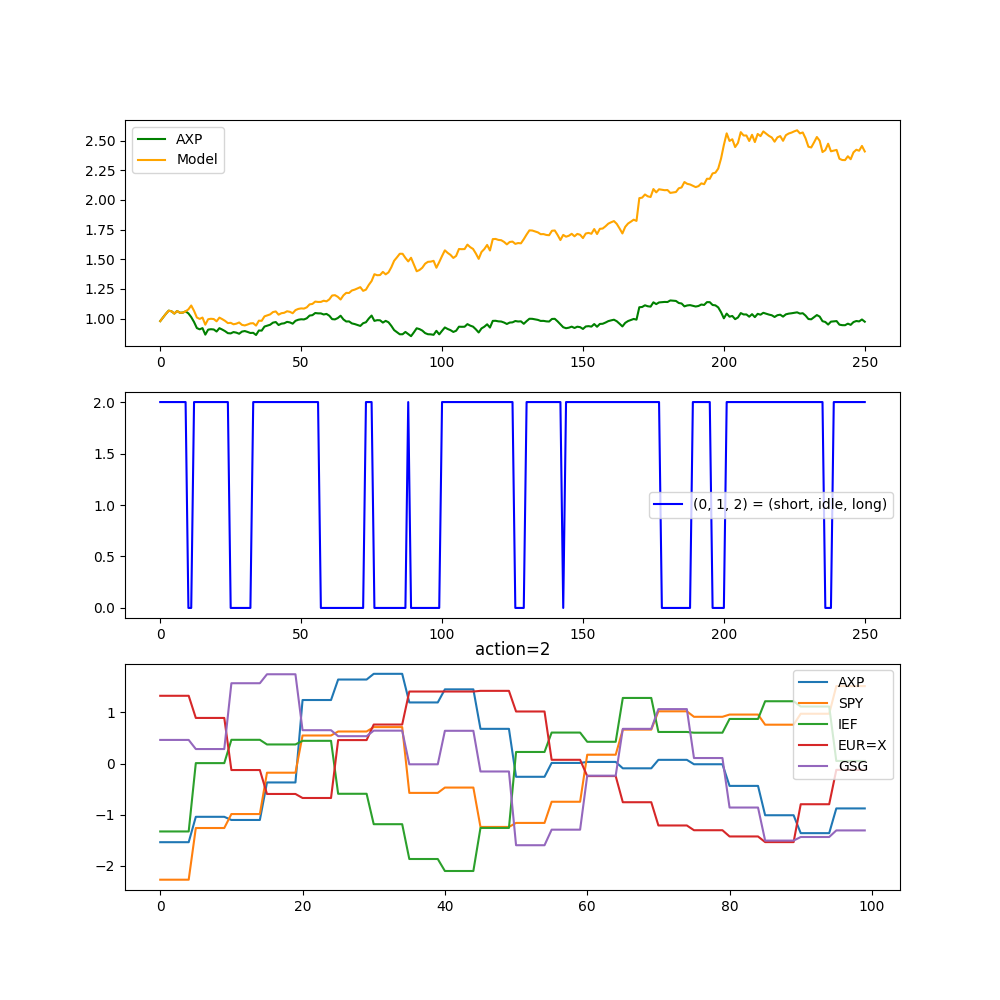 2.50
2.25
2.00
1.75
1.50
1.25
1.00
AXP
Model
0 50 100 150 200 250
2.0
1.5
1.0
0.5
0.0
(0, 1, 2) = (short, idle, long)
0 50 100 150 200 250
action=2
1
0
−1
−2
AXP
SPY
IEF
EUR=X
GSG
0 20 40 60 80 100